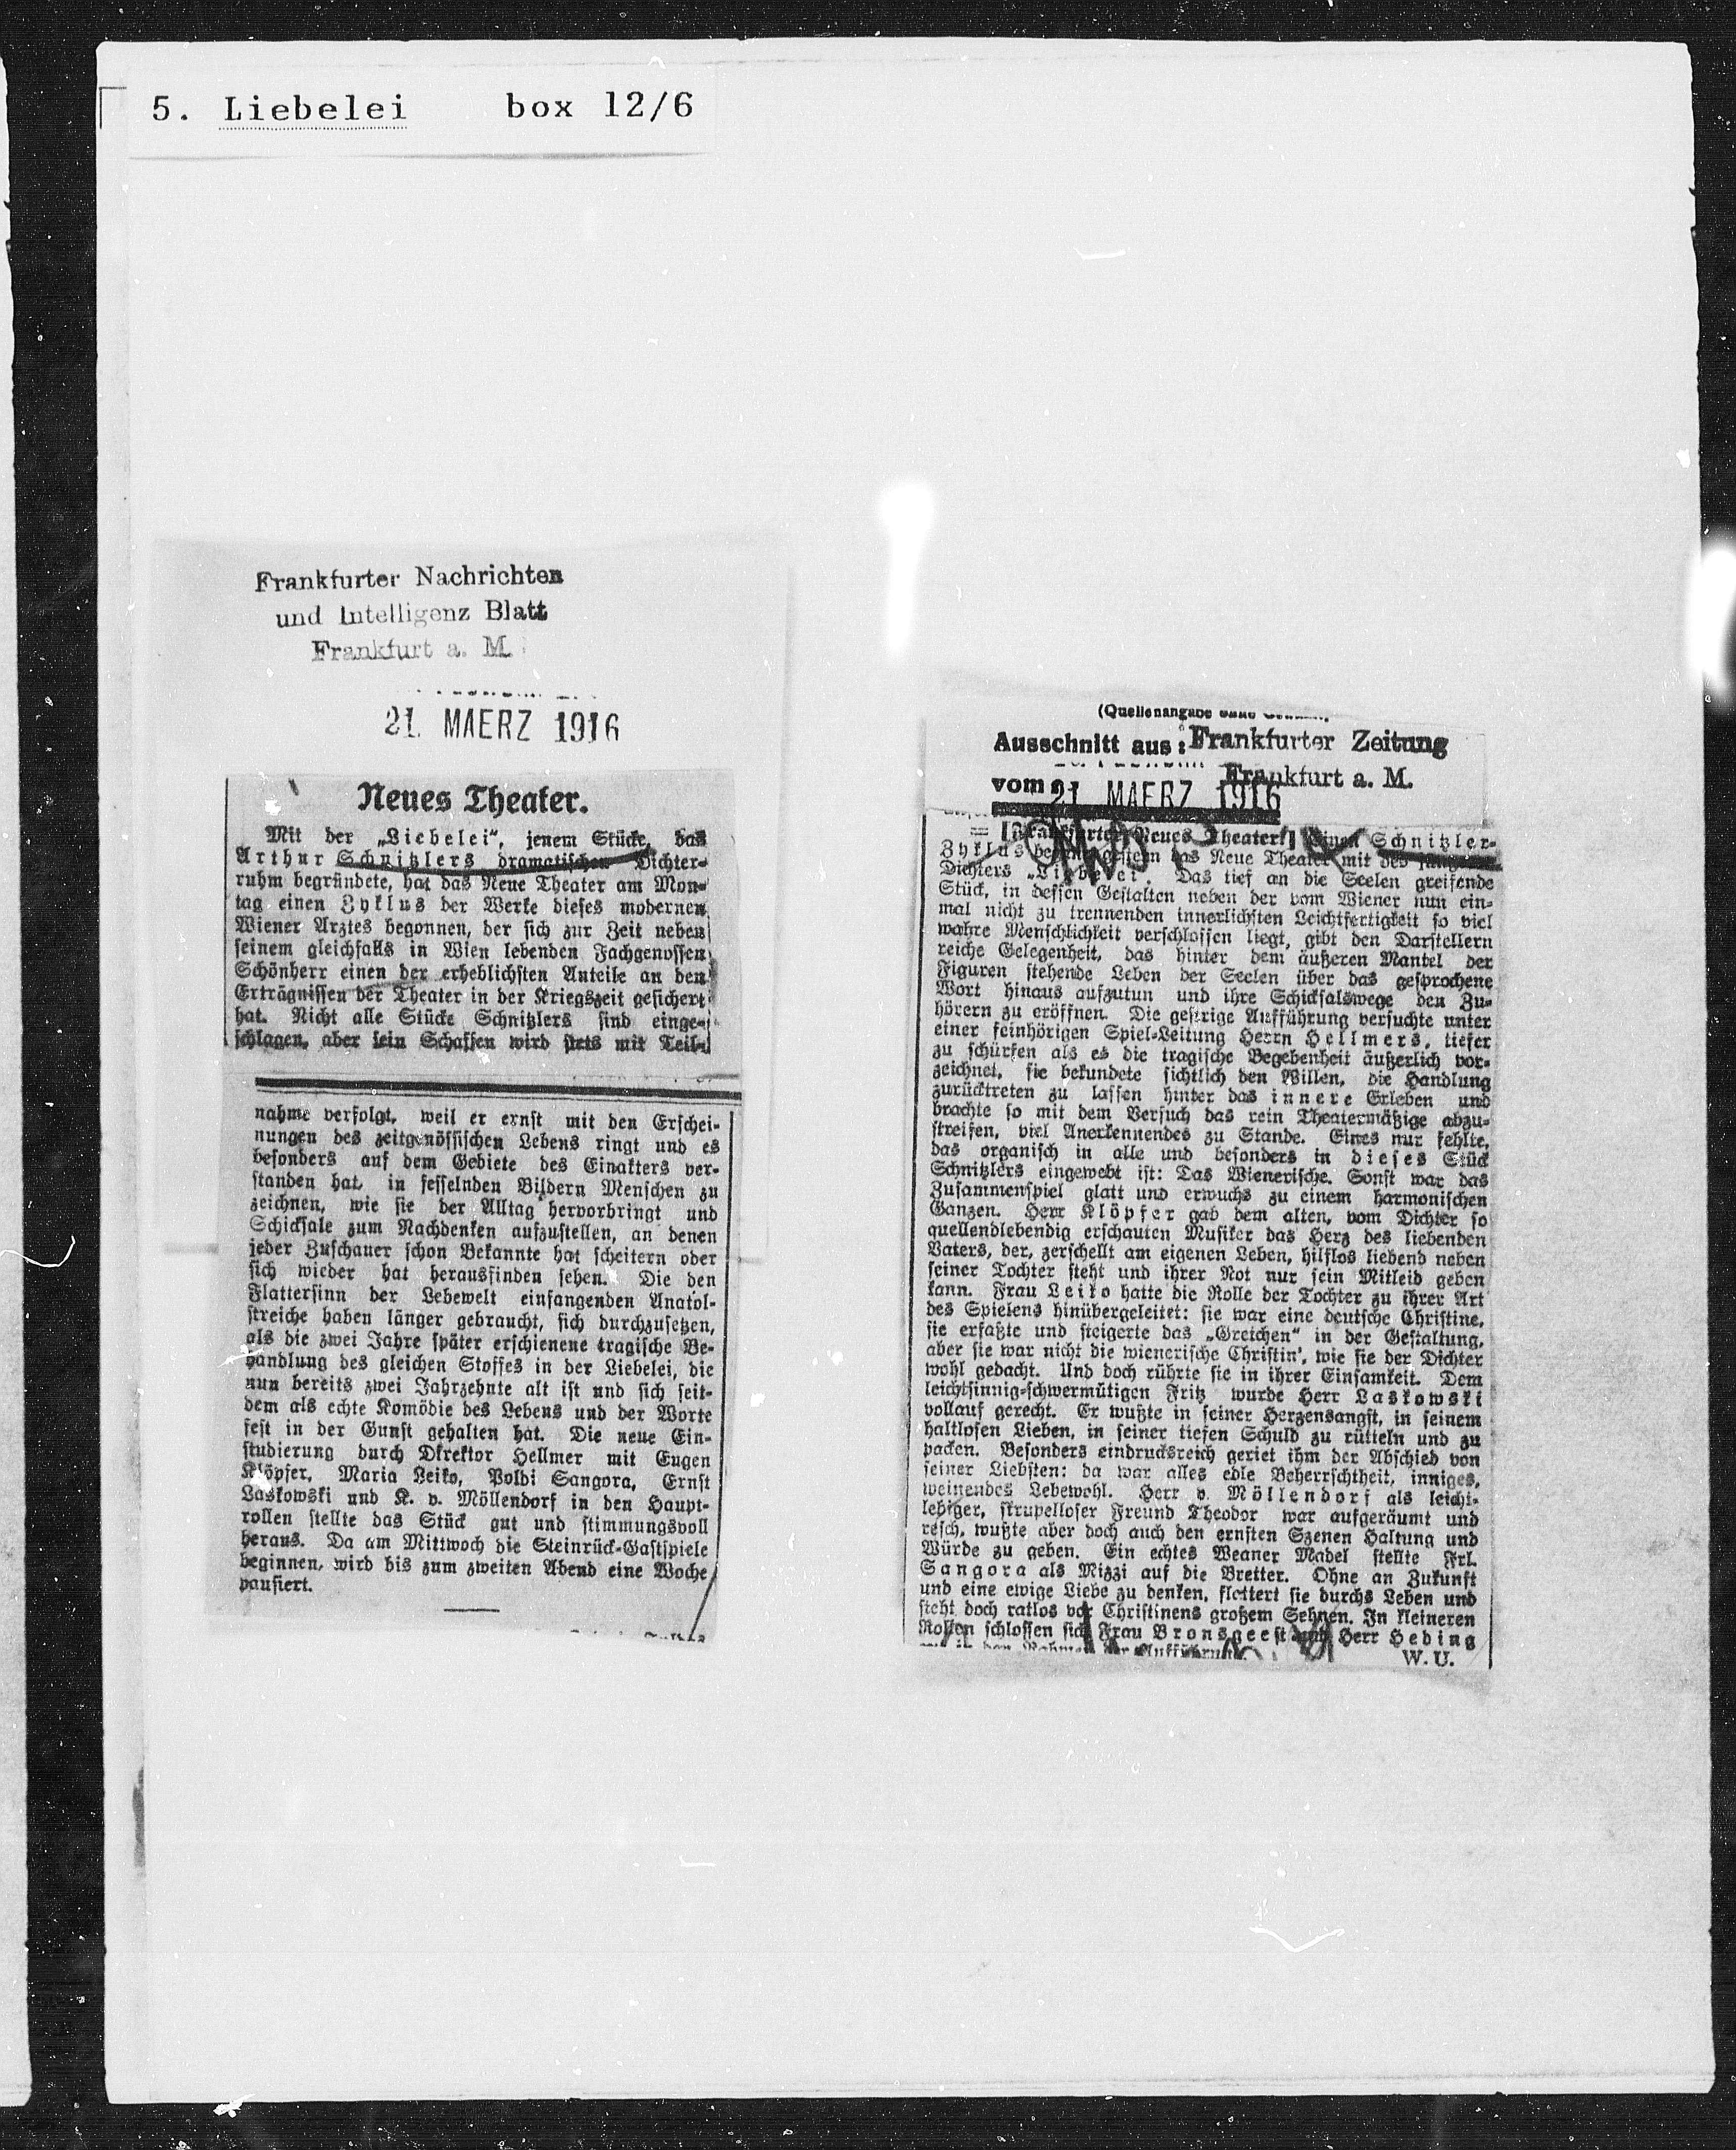 5. Liebelei box 12/6
Frankfurter Nachrichten
und Intelligenz Blatt
Frankfurt a. M.
21. MAERZ 1916
Neues Theater.
Mit der „Liebelei“, jenem Stücke, das
Arthur Schnitzlers dramatischen Dichter-
ruhm begründete, hat das Neue Theater am Mon-
tag einen Zyklus der Werke dieses modernen
Wiener Arztes begonnen, der sich zur Zeit neben
seinem gleichfalls in Wien lebenden Fachgenossen
Schönherr einen der erheblichsten Anteile an den
Erträgnissen der Theater in der Kriegszeit gesichert
hat. Nicht alle Stücke Schnitzlers sind einge-
schlagen, aber sein Schaffen wird stets mit Teil-
nahme verfolgt, weil er ernst mit den Erschei-
nungen des zeitgenössischen Lebens ringt und es
besonders auf dem Gebiete des Einakters ver-
standen hat, in fesselnden Bildern Menschen zu
zeichnen, wie sie der Alltag hervorbringt und
Schicksale zum Nachdenken aufzustellen, an denen
jeder Zuschauer schon Bekannte hat scheitern oder
sich wieder hat herausfinden sehen. Die den
Flattersinn der Lebewelt einfangenden Anatol-
streiche haben länger gebraucht, sich durchzusetzen,
als die zwei Jahre später erschienene tragische Be-
handlung des gleichen Stoffes in der Liebelei, die
nun bereits zwei Jahrzehnte alt ist und sich seit-
dem als echte Komödie des Lebens und der Worte
fest in der Gunst gehalten hat. Die neue Ein-
studierung durch Direktor Hellmer mit Eugen
Klöpfer, Maria Leiko, Poldi Sangora, Ernst
Laskowski und K. v. Möllendorf in den Haupt-
rollen stellte das Stück gut und stimmungsvoll
heraus. Da am Mittwoch die Steinrück-Gastspiele
beginnen, wird bis zum zweiten Abend eine Woche
pausiert.
(Quellenangabe ohne
Ausschnitt aus: Frankfurter Zeitung
Frankfurt a. M.
vom 21 MAERZ 1916
= [Frankfurter Neues Theater.] Einen Schnitzler-
Zyklus begann gestern das Neue Theater mit des
Dichters „Liebelei“. Das tief an die Seelen greifende
Stück, in dessen Gestalten neben der vom Wiener nun ein-
mal nicht zu trennenden innerlichsten Leichtfertigkeit so viel
wahre Menschlichkeit verschlossen liegt, gibt den Darstellern
reiche Gelegenheit, das hinter dem äußeren Mantel der
Figuren stehende Leben der Seelen über das gesprochene
Wort hinaus aufzutun und ihre Schicksalswege den Zu-
hörern zu eröffnen. Die gestrige Aufführung versuchte unter
einer feinhörigen Spiel-Leitung Herrn Hellmers, tiefer
zu schürfen als es die tragische Begebenheit äußerlich vor-
zeichnet, sie bekundete sichtlich den Willen, die Handlung
zurücktreten zu lassen hinter das innere Erleben und
brachte so mit dem Versuch das rein Theatermäßige abzu-
streifen, viel Anerkennendes zu Stande. Eines nur fehlte,
das organisch in alle und besonders in dieses Stück
Schnitzlers eingewebt ist: Das Wienerische. Sonst war das
Zusammenspiel glatt und erwuchs zu einem harmonischen
Ganzen. Herr Klöpfer gab dem alten, vom Dichter so
quellendlebendig erschauten Musiker das Herz des liebenden
Vaters, der, zerschellt am eigenen Leben, hilflos liebend neben
seiner Tochter steht und ihrer Not nur sein Mitleid geben
kann. Frau Leiko hatte die Rolle der Tochter zu ihrer Art
des Spielens hinübergeleitet: sie war eine deutsche Christine,
sie erfaßte und steigerte das „Gretchen“ in der Gestaltung,
aber sie war nicht die wienerische Christin', wie sie der Dichter
wohl gedacht. Und doch rührte sie in ihrer Einsamkeit. Dem
leichtsinnig-schwermütigen Fritz wurde Herr Laskowski
vollauf gerecht. Er wußte in seiner Herzensangst, in seinem
haltlosen Lieben, in seiner tiefen Schuld zu rütteln und zu
packen. Besonders eindrucksreich geriet ihm der Abschied von
seiner Liebsten: da war alles edle Beherrschtheit, inniges,
weinendes Lebewohl. Herr v. Möllendorf als leicht-
lebiger, skrupelloser Freund Theodor war aufgeräumt und
resch, wußte aber doch auch den ernsten Szenen Haltung und
Würde zu geben. Ein echtes Weaner Madel stellte Frl.
Sangora als Mizzi auf die Bretter. Ohne an Zukunft
und eine ewige Liebe zu denken, klettert sie durchs Leben und
steht doch ratlos vor Christinens großem Sehnen. In kleineren
Rollen schlossen sich Frau Bronsgeest und Herr Heding
in den Rahmen der Aufführung.
W. U.